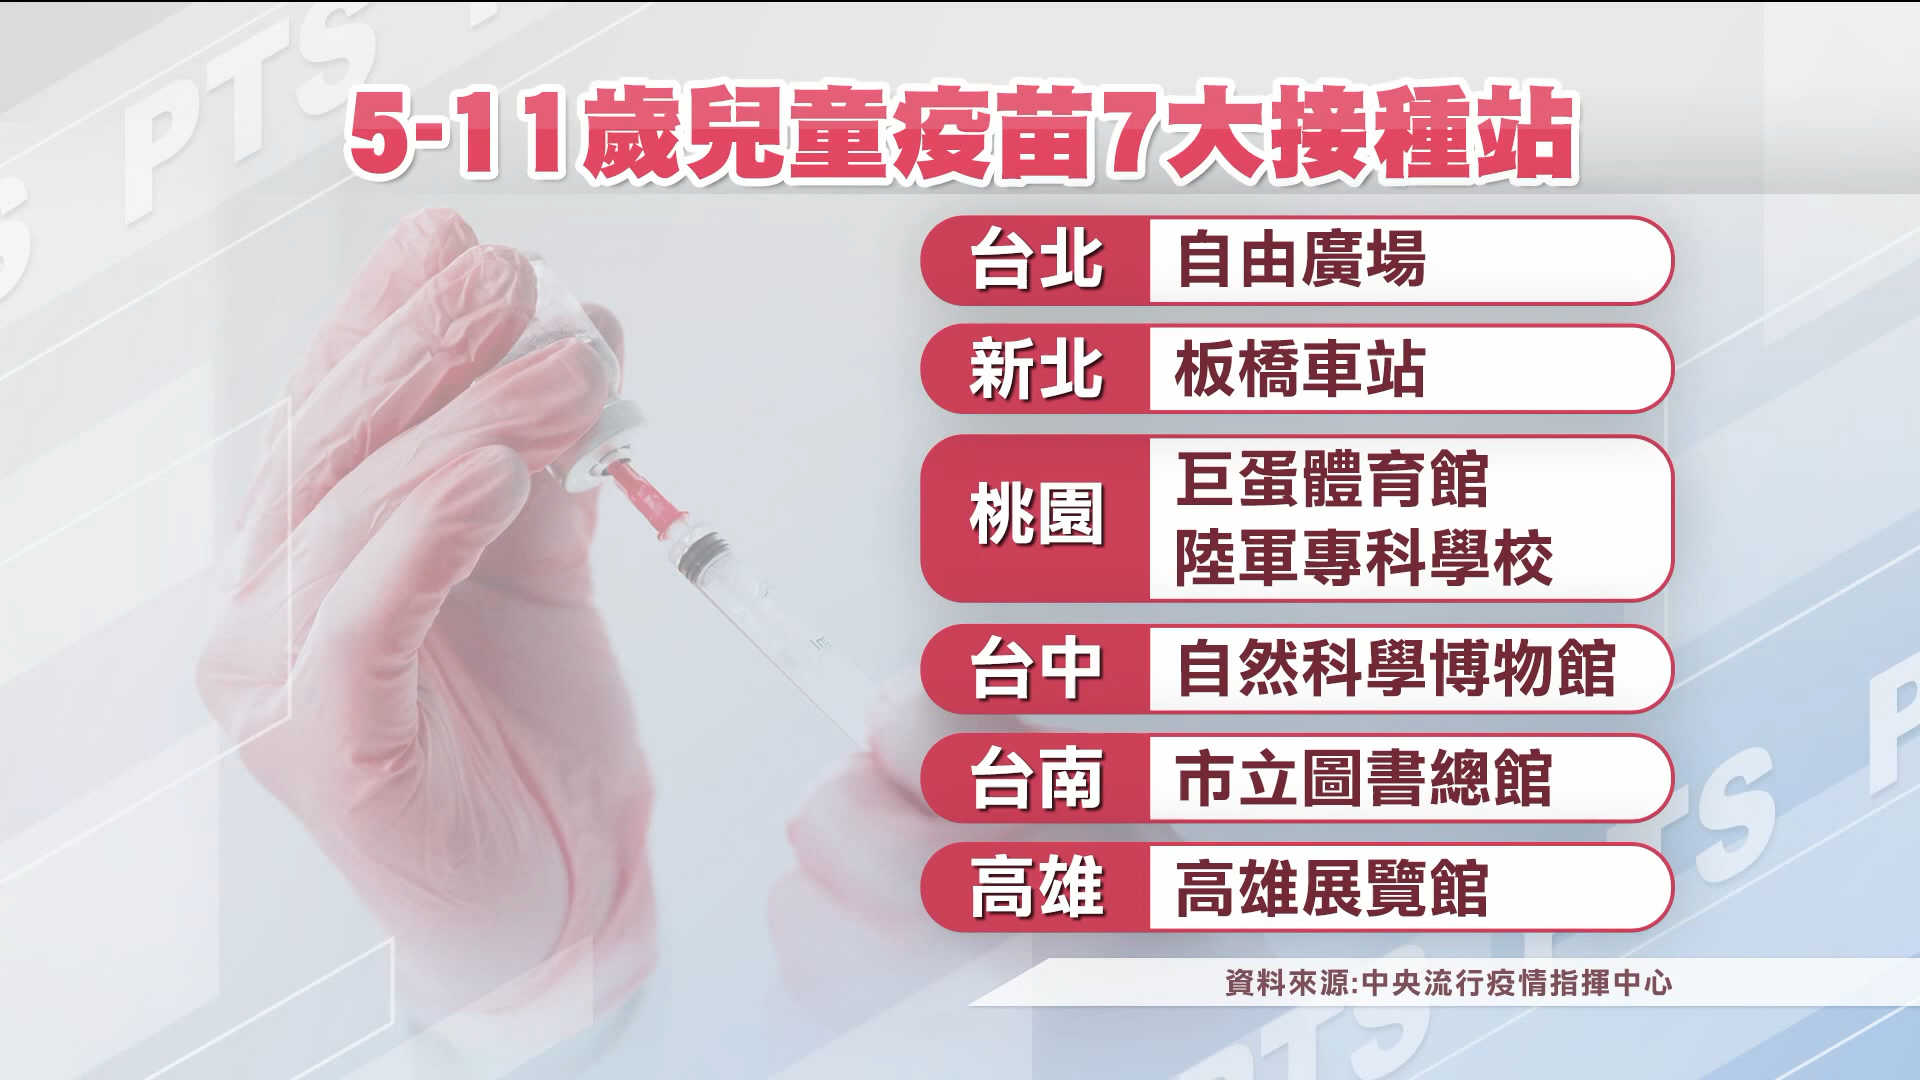 PTS
5-11歲兒童疫苗7大接種站
台北 自由廣場
新北 板橋車站
桃園 巨蛋體育館
陸軍專科學校
台中 自然科學博物館
台南 市立圖書總館
高雄 高雄展覽館
資料來源:中央流行疫情指揮中心
PTS
PTS